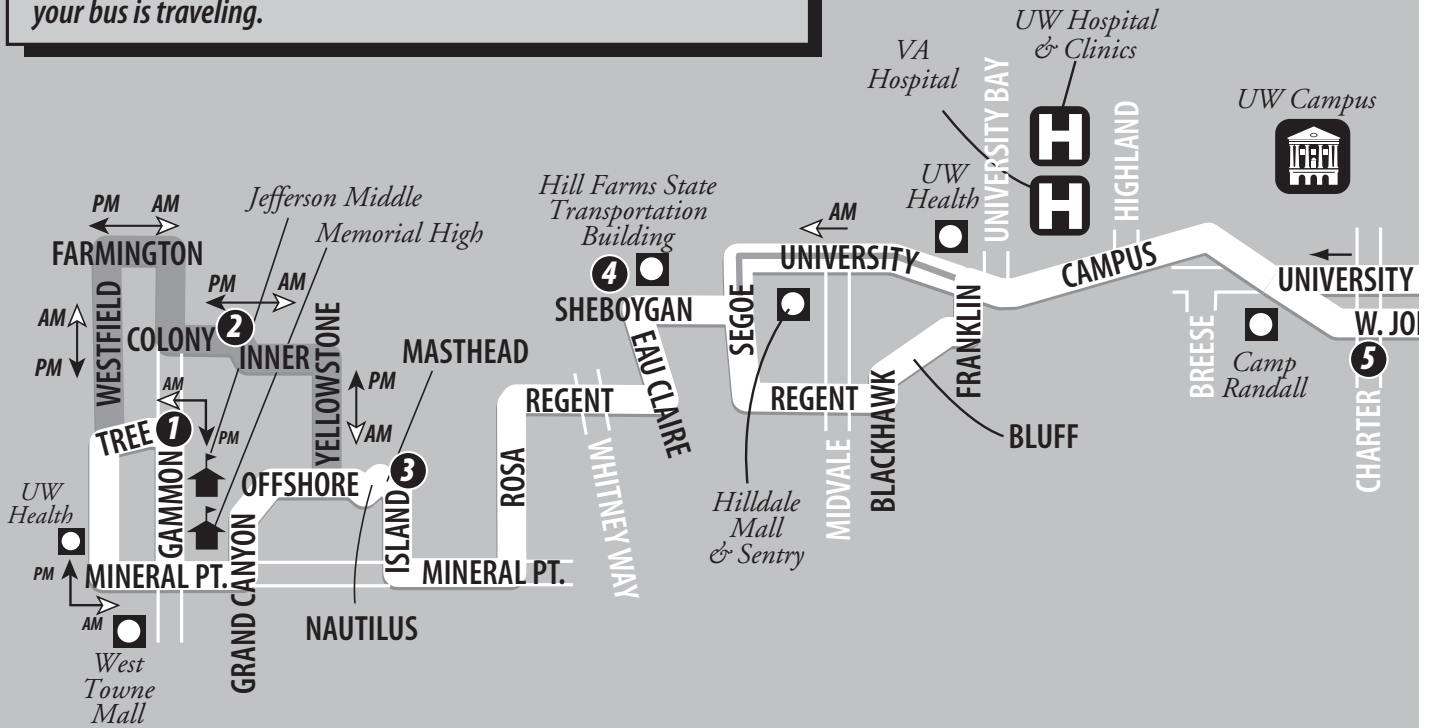 your bus is traveling.
UW Hospital
& Clinics
VA
Hospital
UNIVERSITY BAY
H
H
HIGHLAND
UW Campus
UW
Health
Jefferson Middle
Memorial High
Hill Farms State
Transportation
Building
PM AM
FARMINGTON
AM
PM
WESTFIELD
PM AM
COLONY
2
INNER
YELLOWSTONE
PM
AM
MASTHEAD
4
SHEBOYGAN
EAU CLAIRE
SEGOE
AM
UNIVERSITY
CAMPUS
UNIVERSITY
W. JO
5
CHARTER
BREESE
Camp
Randall
FRANKLIN
BLUFF
BLACKHAWK
REGENT
MIDVALE
Hilldale
Mall
& Sentry
REGENT
WHITNEY WAY
ROSA
TREE
1
AM
PM
GAMMON
OFFSHORE
3
ISLAND
UW
Health
PM
AM
MINERAL PT.
GRAND CANYON
MINERAL PT.
NAUTILUS
West
Towne
Mall